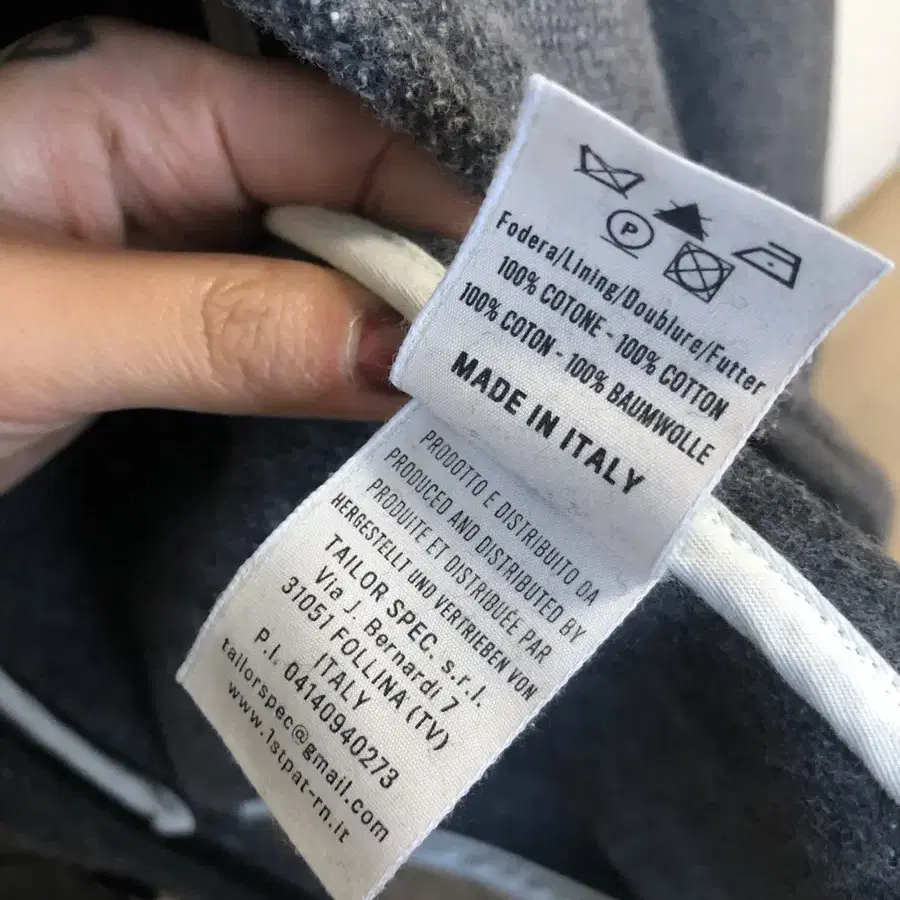 P
Fodera/Lining/Doublure/Futter
100% COTONE - 100% COTTON
100% COTON - 100% BAUMWOLLE
MADE IN ITALY
PRODOTTO E DISTRIBUITO DA
PRODUCED AND DISTRIBUTED BY
PRODUITE ET DISTRIBUÉE PAR
HERGESTELLT UND VERTRIEBEN VON
TAILOR SPEC. s.r.l.
Via J. Bernardi 7
31051 FOLLINA (TV)
ITALY
P.I. 04140940273
tailorspec@gmail.com
www.1stpat-rn.it